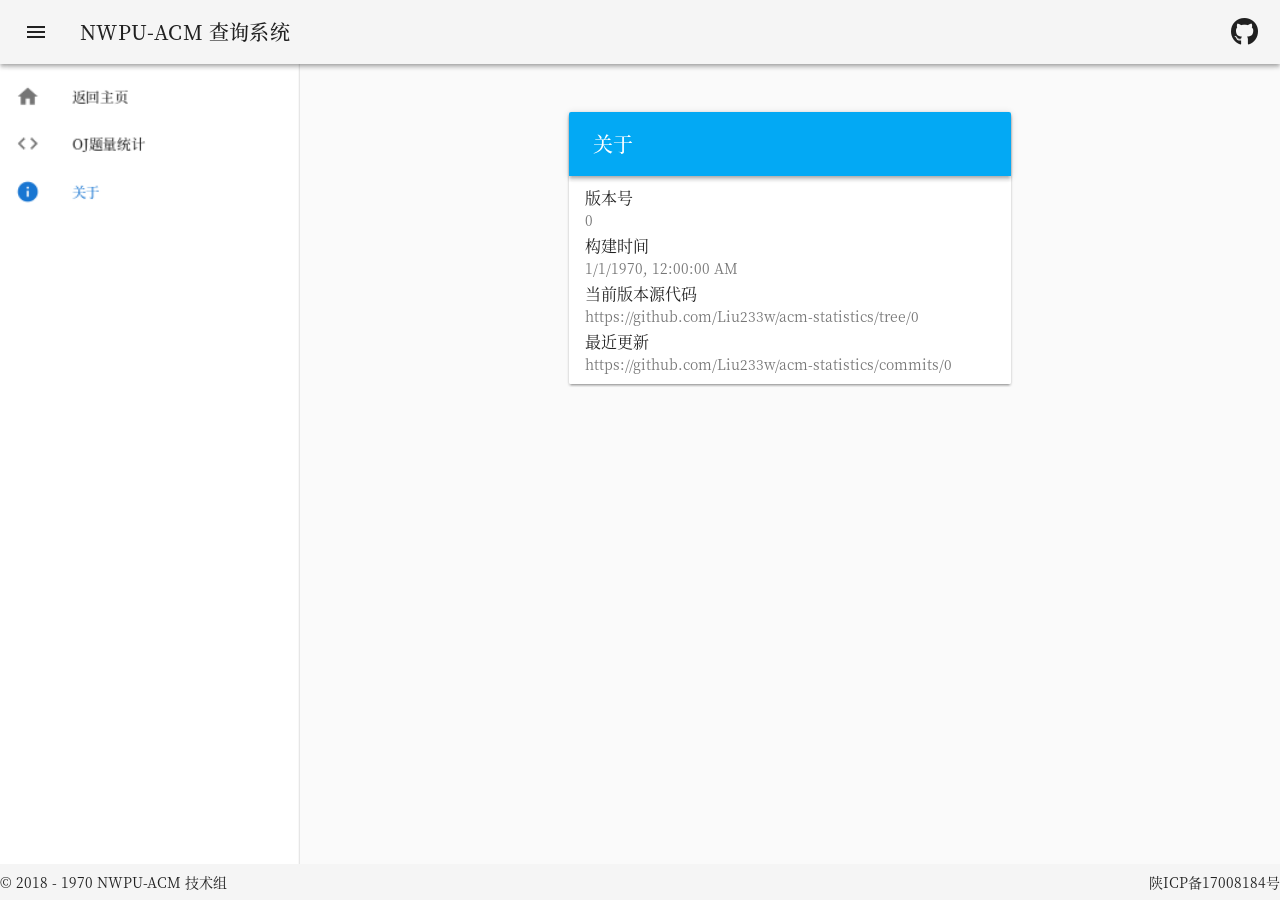 NWPU-ACM 查询系统
返回主页
OJ题量统计
关于
关于
版本号
0
构建时间
1/1/1970, 12:00:00 AM
当前版本源代码
https://github.com/Liu233w/acm-statistics/tree/0
最近更新
https://github.com/Liu233w/acm-statistics/commits/0
© 2018 - 1970 NWPU-ACM 技术组
陕ICP备17008184号